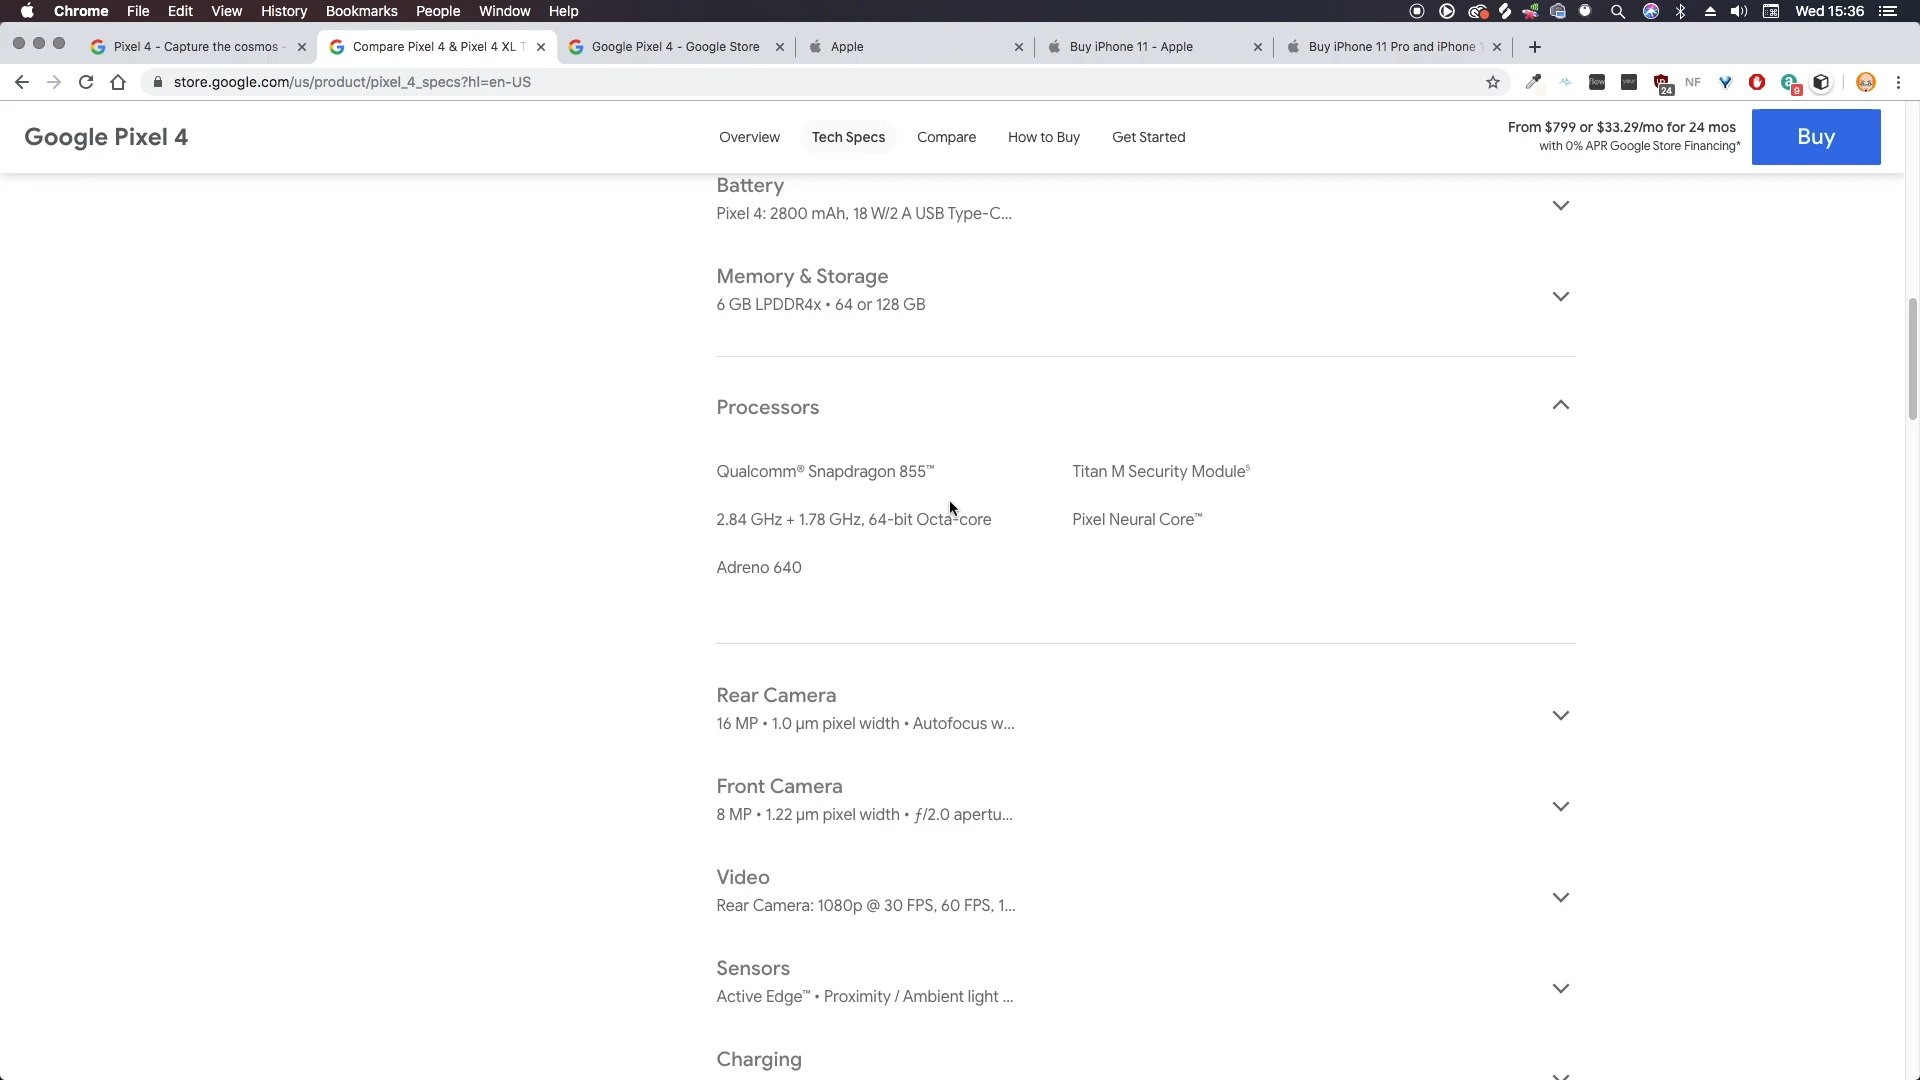 Chrome File Edit View History Bookmarks People Window Help Wed 15:36
Pixel 4 - Capture the cosmos - Compare Pixel 4 & Pixel 4 XL T Google Pixel 4 - Google Store Apple Buy iPhone 11 - Apple Buy iPhone 11 Pro and iPhone
store.google.com/us/product/pixel_4_specs?hl=en-US NF 24 9
Google Pixel 4
Overview Tech Specs Compare How to Buy Get Started
From $799 or $33.29/mo for 24 mos
with 0% APR Google Store Financing*
Buy
Battery
Pixel 4: 2800 mAh, 18 W/2 A USB Type-C...
Memory & Storage
6 GB LPDDR4x • 64 or 128 GB
Processors
Qualcomm® Snapdragon 855™ Titan M Security Module⁵
2.84 GHz + 1.78 GHz, 64-bit Octa-core Pixel Neural Core™
Adreno 640
Rear Camera
16 MP • 1.0 μm pixel width • Autofocus w...
Front Camera
8 MP • 1.22 μm pixel width • ƒ/2.0 apertu...
Video
Rear Camera: 1080p @ 30 FPS, 60 FPS, 1...
Sensors
Active Edge™ • Proximity / Ambient light ...
Charging